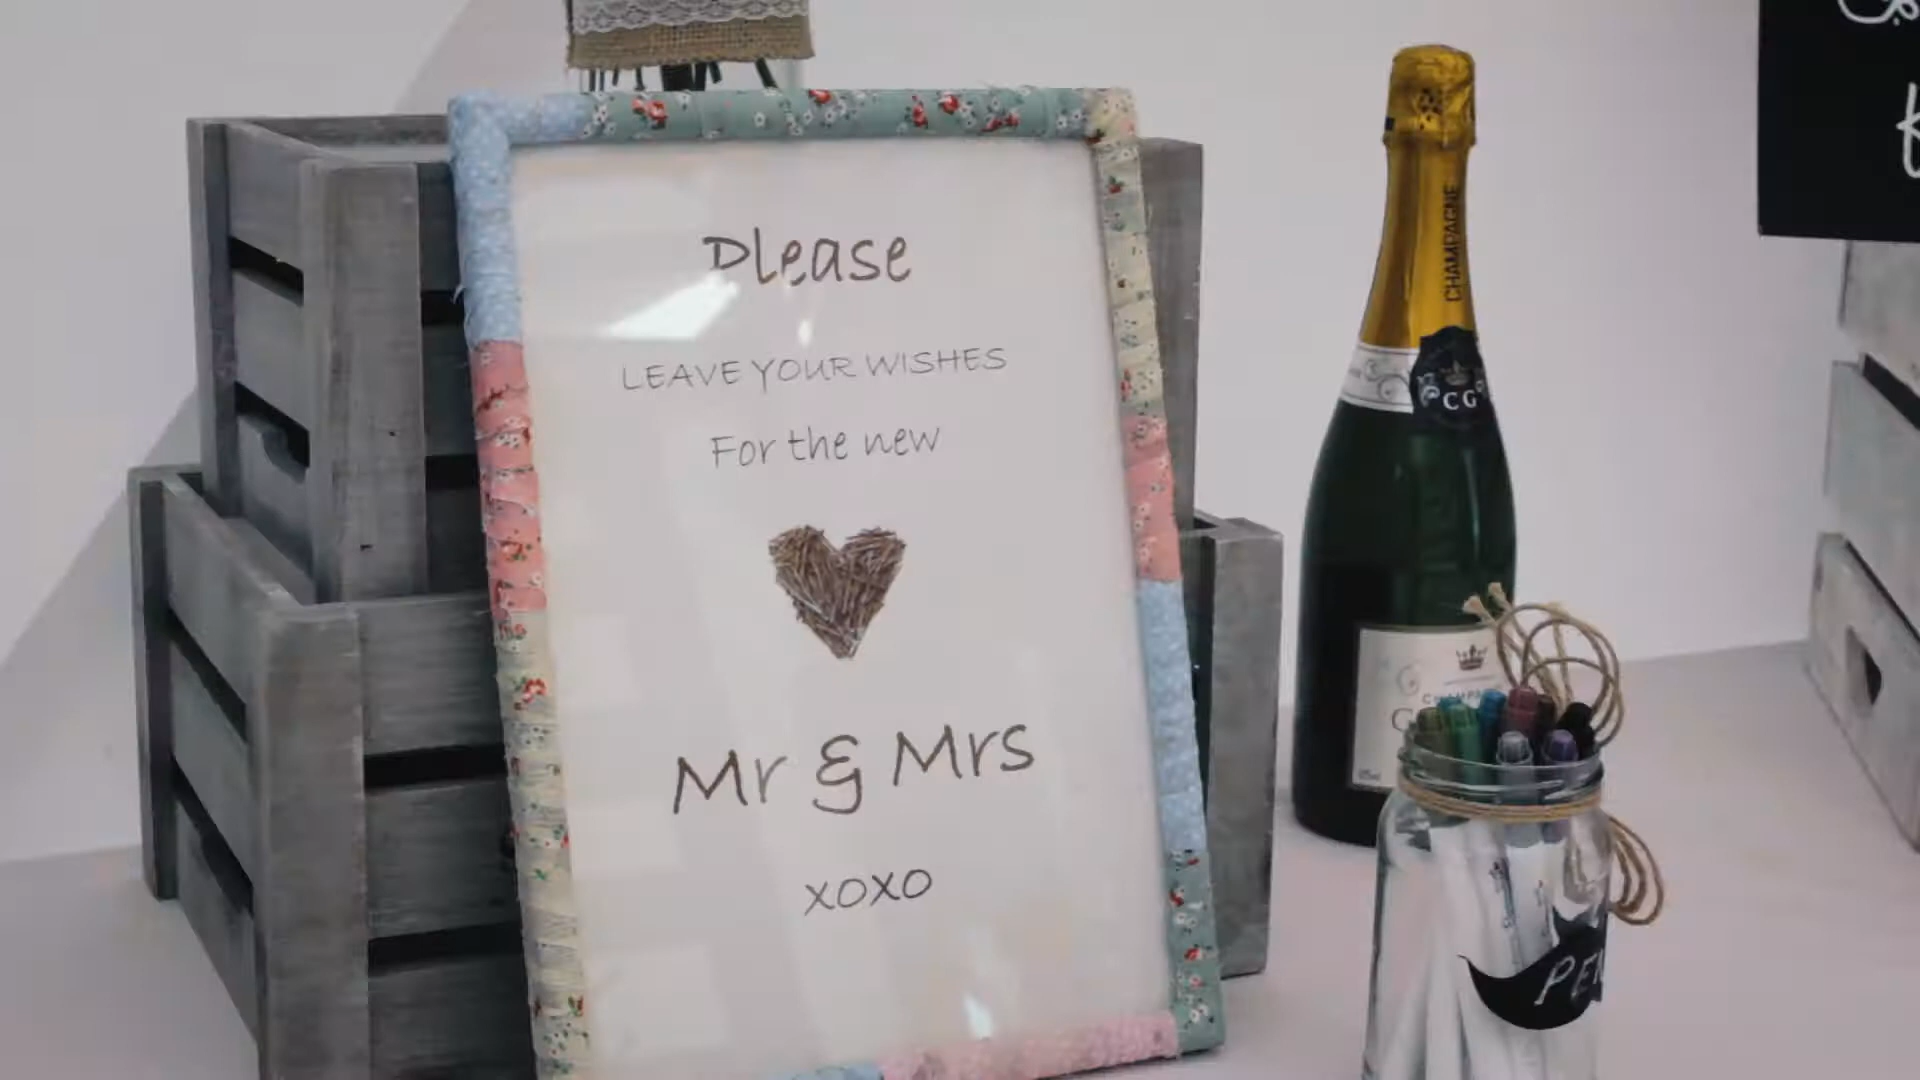 Please
LEAVE YOUR WISHES
For the new
Mr & Mrs
xoxo
CHAMPAGNE
CG